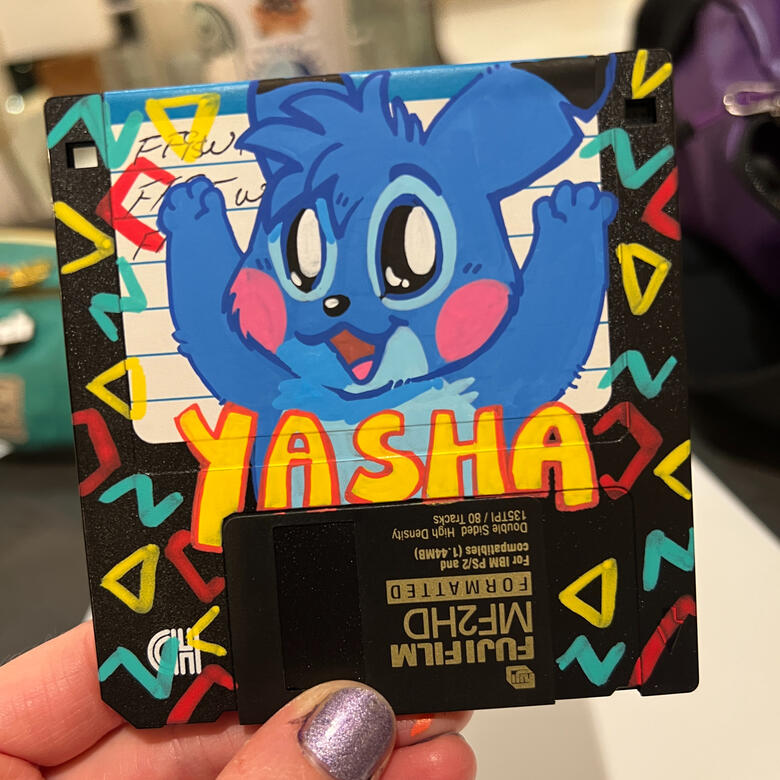 YASHA
FUJIFILM
MF2HD
FORMATTED
For IBM PS/2 and
compatibles (1.44MB)
Double Sided High Density
135TPI / 80 Tracks
HD